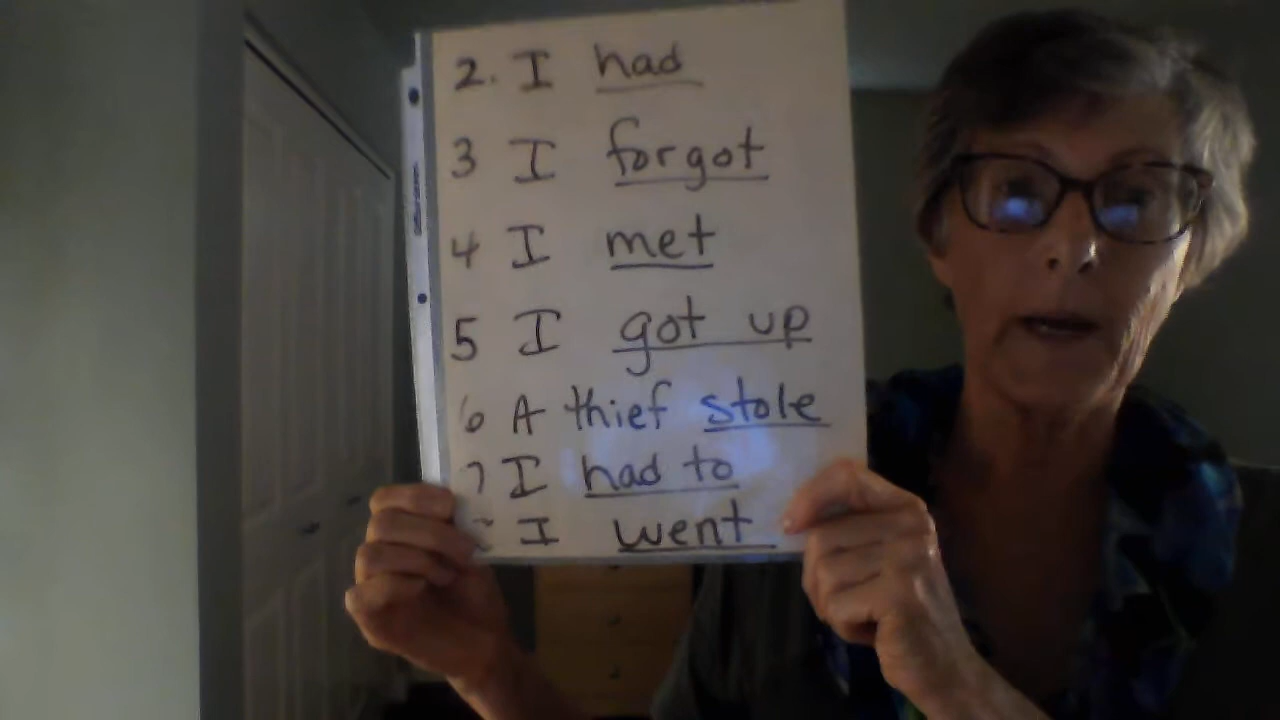 2. I had
3 I forgot
4 I met
5 I got up
6 A thief stole
7 I had to
I went